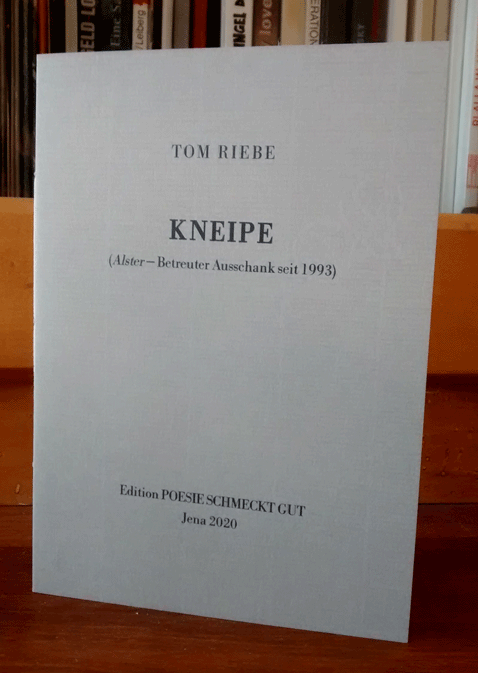 TOM RIEBE
KNEIPE
(Alster – Betreuter Ausschank seit 1993)
Edition POESIE SCHMECKT GUT
Jena 2020